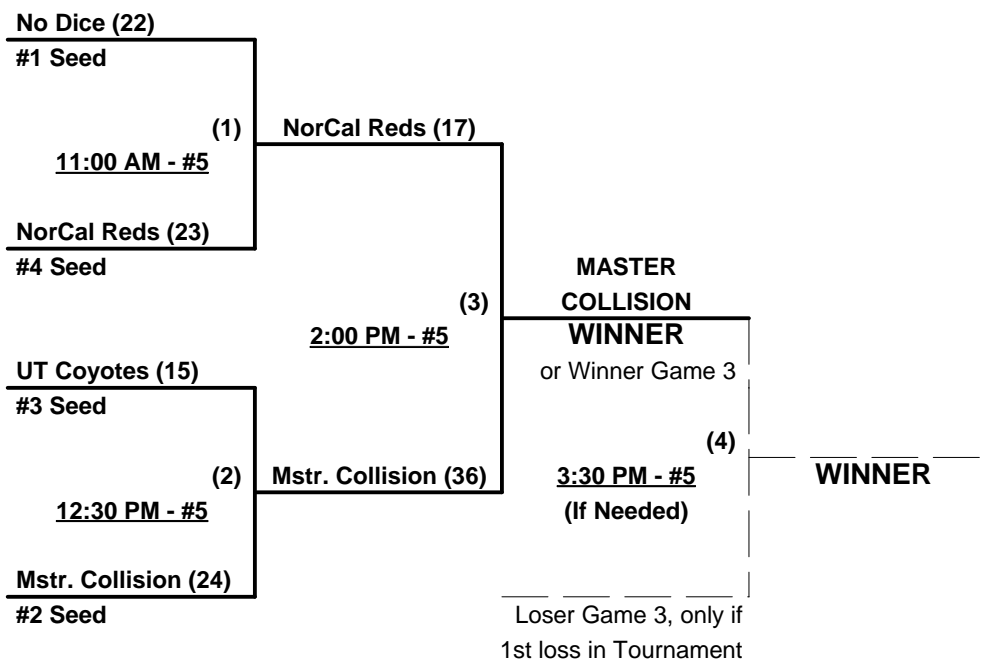 No Dice (22)
#1 Seed
(1)
NorCal Reds (17)
11:00 AM - #5
NorCal Reds (23)
#4 Seed
MASTER
COLLISION
(3)
2:00 PM - #5
WINNER
or Winner Game 3
UT Coyotes (15)
#3 Seed
(4)
(2)
Mstr. Collision (36)
3:30 PM - #5
WINNER
12:30 PM - #5
(If Needed)
Mstr. Collision (24)
#2 Seed
Loser Game 3, only if
1st loss in Tournament